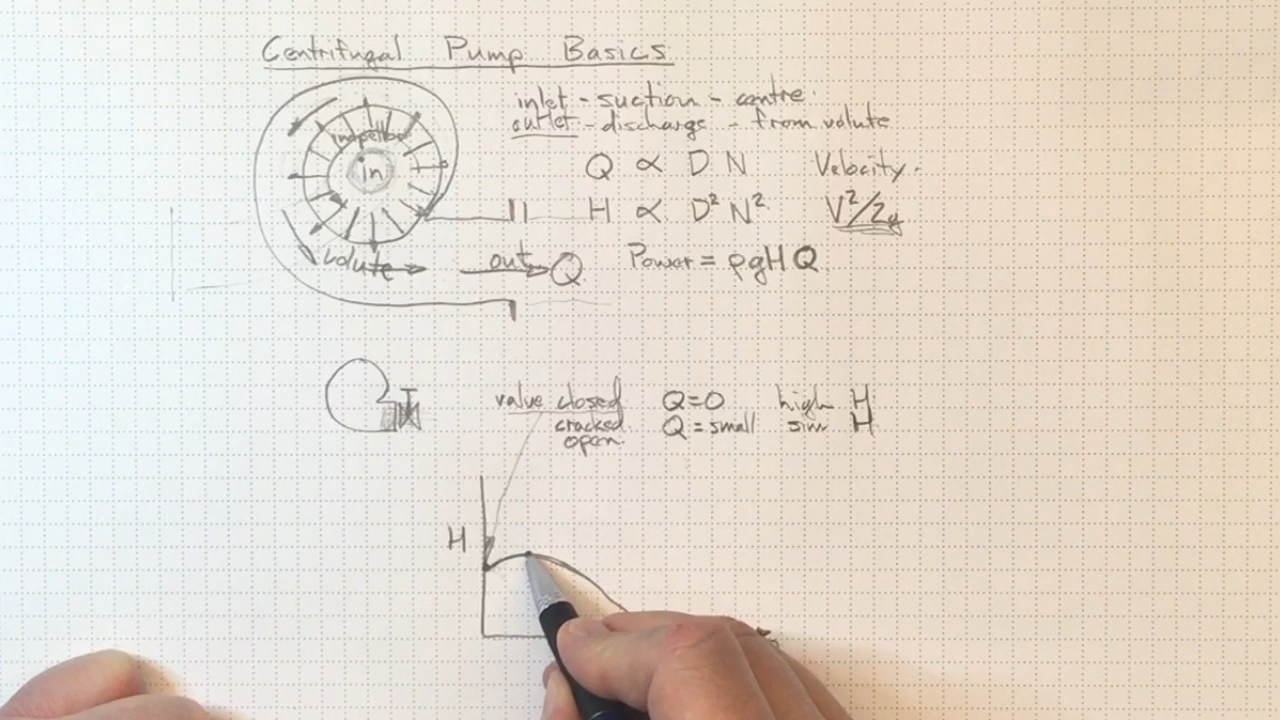 Centrifugal Pump Basics
inlet - suction - centre.
outlet - discharge - from volute
Impeller
in
Q ∝ D N Velocity.
H ∝ D² N² V²/2g
volute out Q Power = ρgHQ
valve closed Q=0 high H
cracked open. Q = small sim H
H